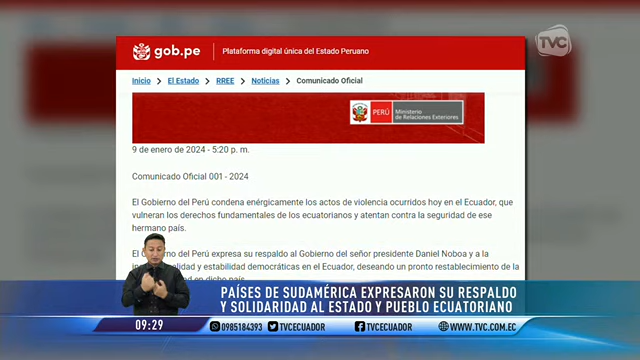 gob.pe Plataforma digital única del Estado Peruano
TVC
Inicio > El Estado > RREE > Noticias > Comunicado Oficial
PERÚ Ministerio
de Relaciones Exteriores
9 de enero de 2024 - 5:20 p. m.
Comunicado Oficial 001 - 2024
El Gobierno del Perú condena enérgicamente los actos de violencia ocurridos hoy en el Ecuador, que
vulneran los derechos fundamentales de los ecuatorianos y atentan contra la seguridad de ese
hermano país.
El Gobierno del Perú expresa su respaldo al Gobierno del señor presidente Daniel Noboa y a la
estabilidad democráticas en el Ecuador, deseando un pronto restablecimiento de la
en dicho país.
PAÍSES DE SUDAMÉRICA EXPRESARON SU RESPALDO
Y SOLIDARIDAD AL ESTADO Y PUEBLO ECUATORIANO
09:29 0985184393 TVCECUADOR TVCECUADOR WWW.TVC.COM.EC